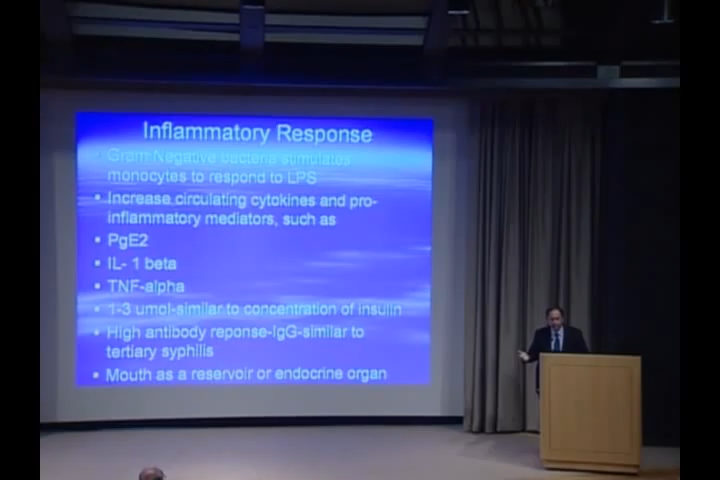 Inflammatory Response
• Gram Negative bacteria stimulates
monocytes to respond to LPS
• Increase circulating cytokines and pro-
inflammatory mediators, such as
• PgE2
• IL- 1 beta
• TNF-alpha
• 1-3 umol-similar to concentration of insulin
• High antibody reponse-IgG-similar to
tertiary syphilis
• Mouth as a reservoir or endocrine organ